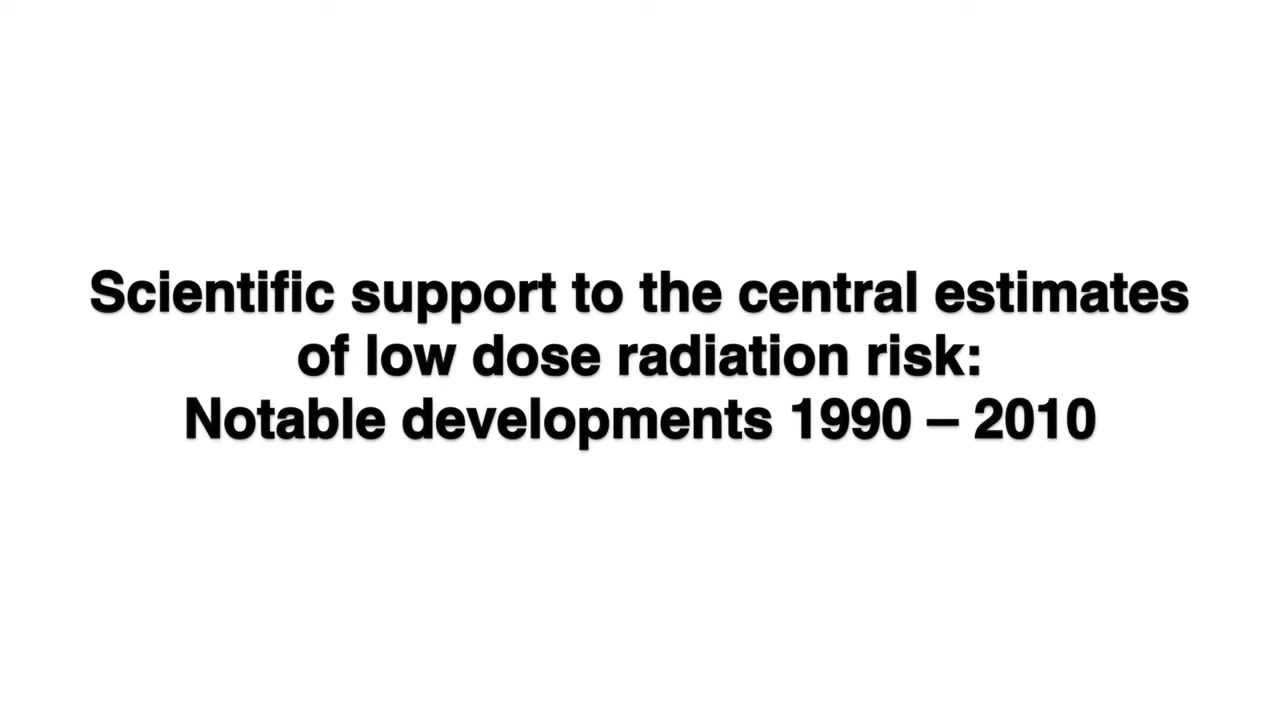 Scientific support to the central estimates
of low dose radiation risk:
Notable developments 1990 – 2010